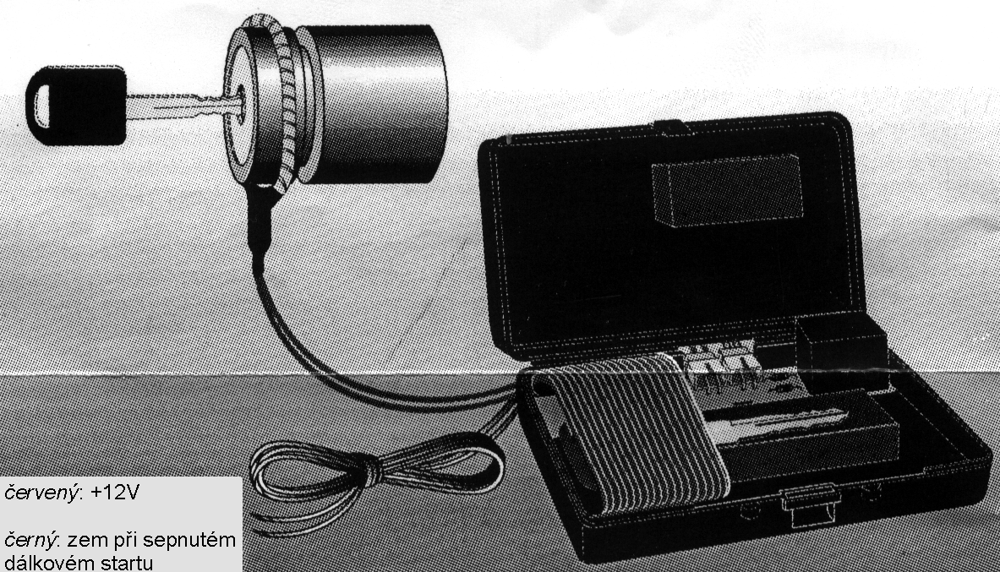 červený: +12V
černý: zem při sepnutém
dálkovém startu